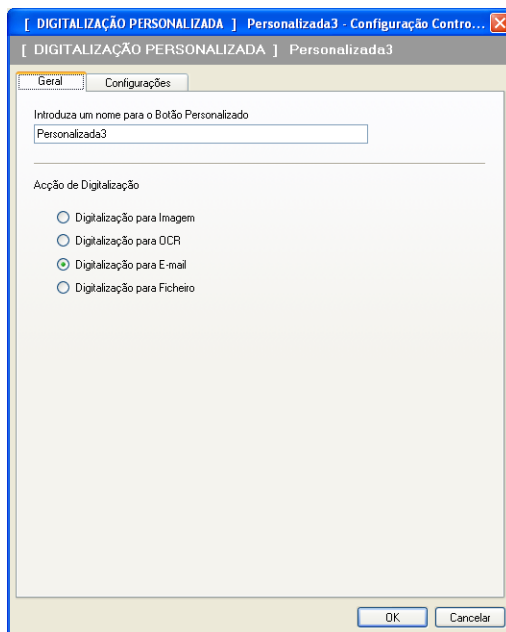 [ DIGITALIZAÇÃO PERSONALIZADA ] Personalizada3 - Configuração Contro...
[ DIGITALIZAÇÃO PERSONALIZADA ] Personalizada3
Geral Configurações
Introduza um nome para o Botão Personalizado
Personalizada3
Acção de Digitalização
Digitalização para Imagem
Digitalização para OCR
Digitalização para E-mail
Digitalização para Ficheiro
OK Cancelar